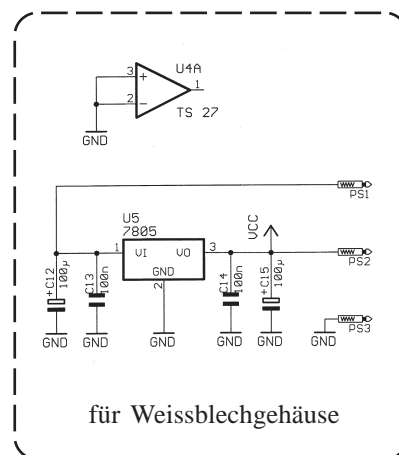 U4A
3
+
1
2
−
TS 27
GND
PS1
U5
7805
VCC
1
VI
VO
3
PS2
GND
2
+C12
100µ
C13
100n
C14
100n
+C15
100µ
GND
GND
GND
GND
GND
GND
PS3
für Weissblechgehäuse